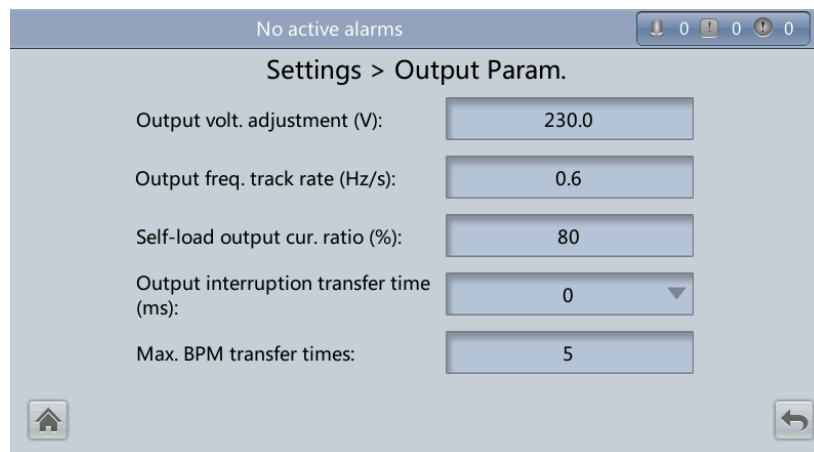 No active alarms
0 0 0
Settings > Output Param.
Output volt. adjustment (V): 230.0
Output freq. track rate (Hz/s): 0.6
Self-load output cur. ratio (%): 80
Output interruption transfer time
(ms): 0
Max. BPM transfer times: 5